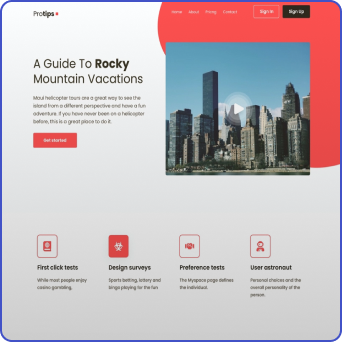 Protips
Home About Pricing Contact
Sign In
Sign Up
A Guide To Rocky
Mountain Vacations
Maui helicopter tours are a great way to see the
island from a different perspective and have a fun
adventure. If you have never been on a helicopter
before, this is a great place to do it.
Get started
First click tests
While most people enjoy
casino gambling,
Design surveys
Sports betting, lottery and
bingo playing for the fun
Preference tests
The Myspace page defines
the individual.
User astronaut
Personal choices and the
overall personality of the
person.